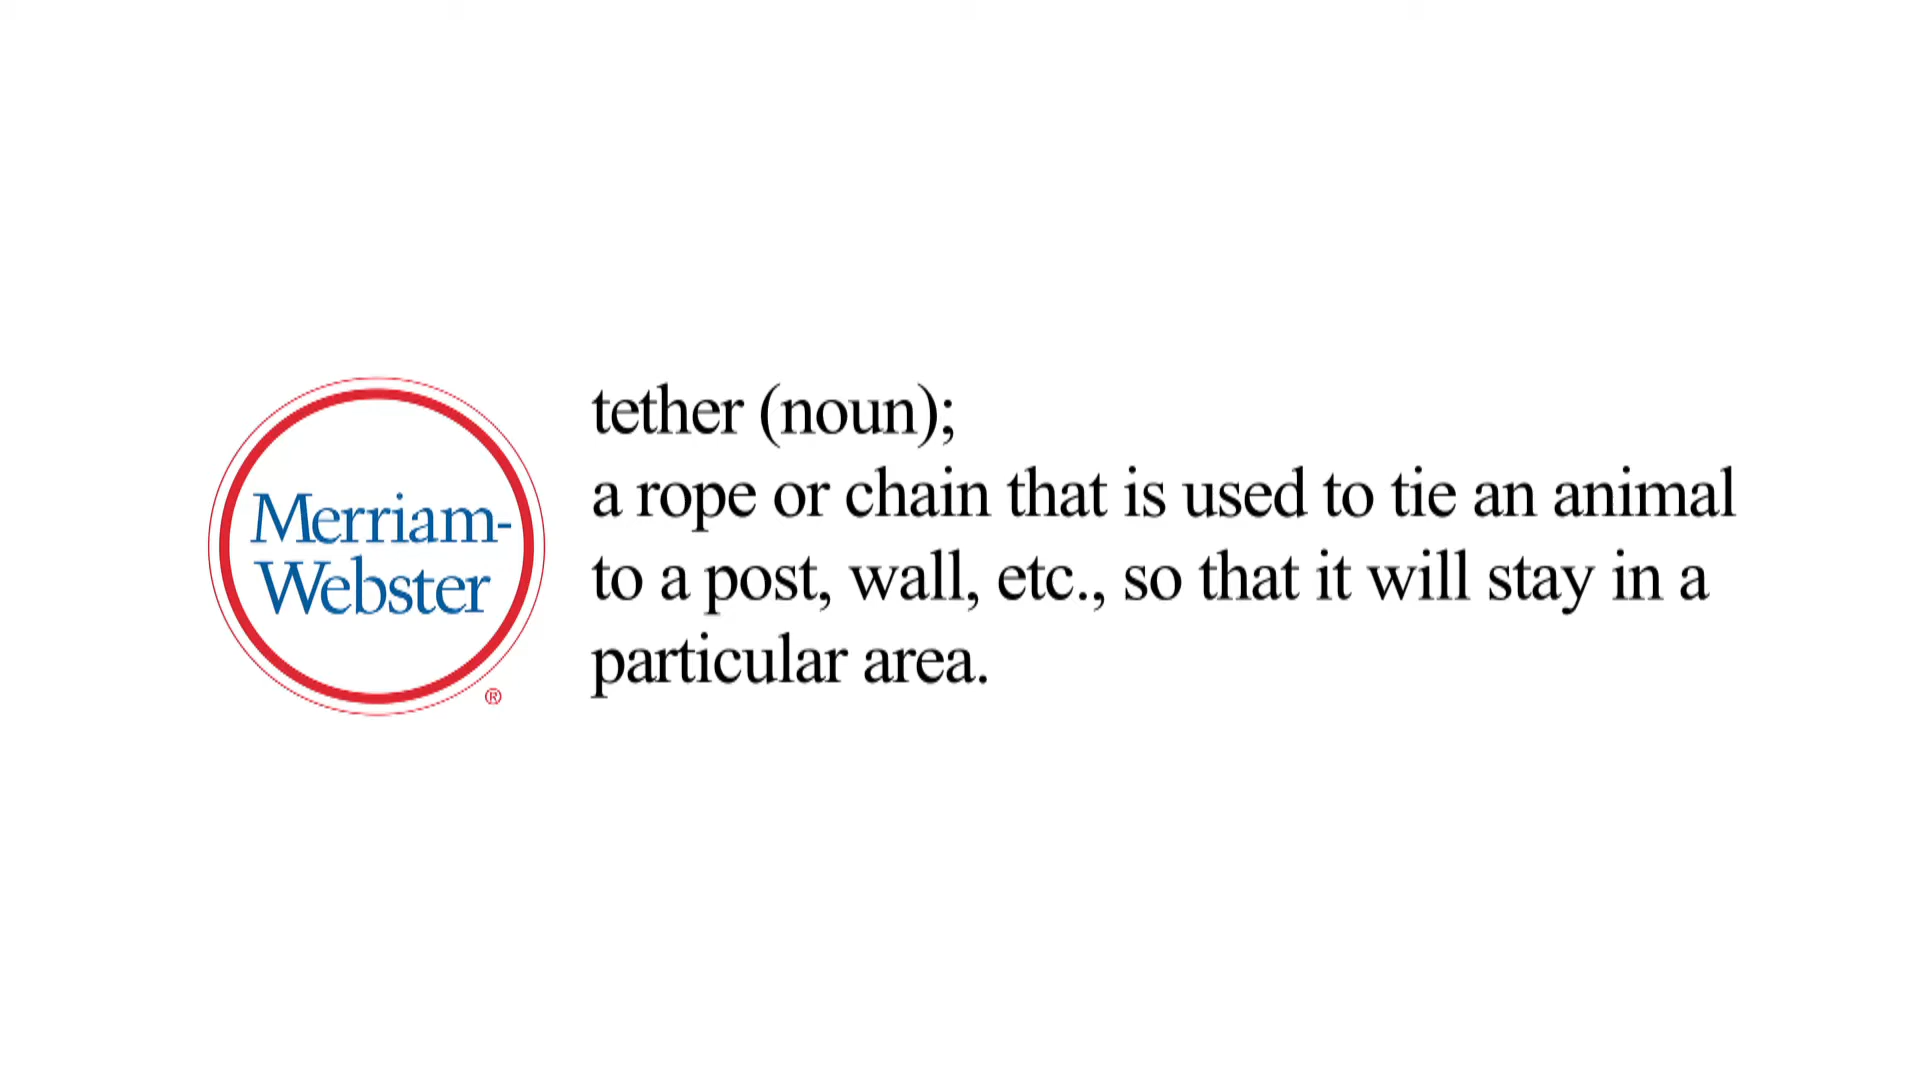 Merriam-
Webster
®
tether (noun);
a rope or chain that is used to tie an animal
to a post, wall, etc., so that it will stay in a
particular area.